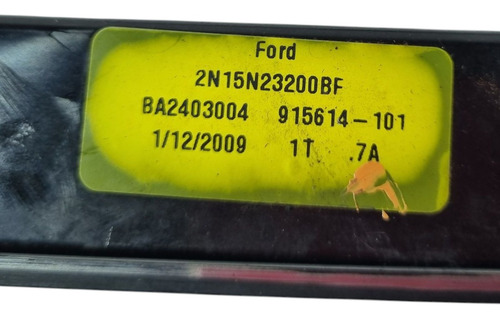 Ford
2N15N23200BF
BA2403004 915614-101
1/12/2009 1T .7A